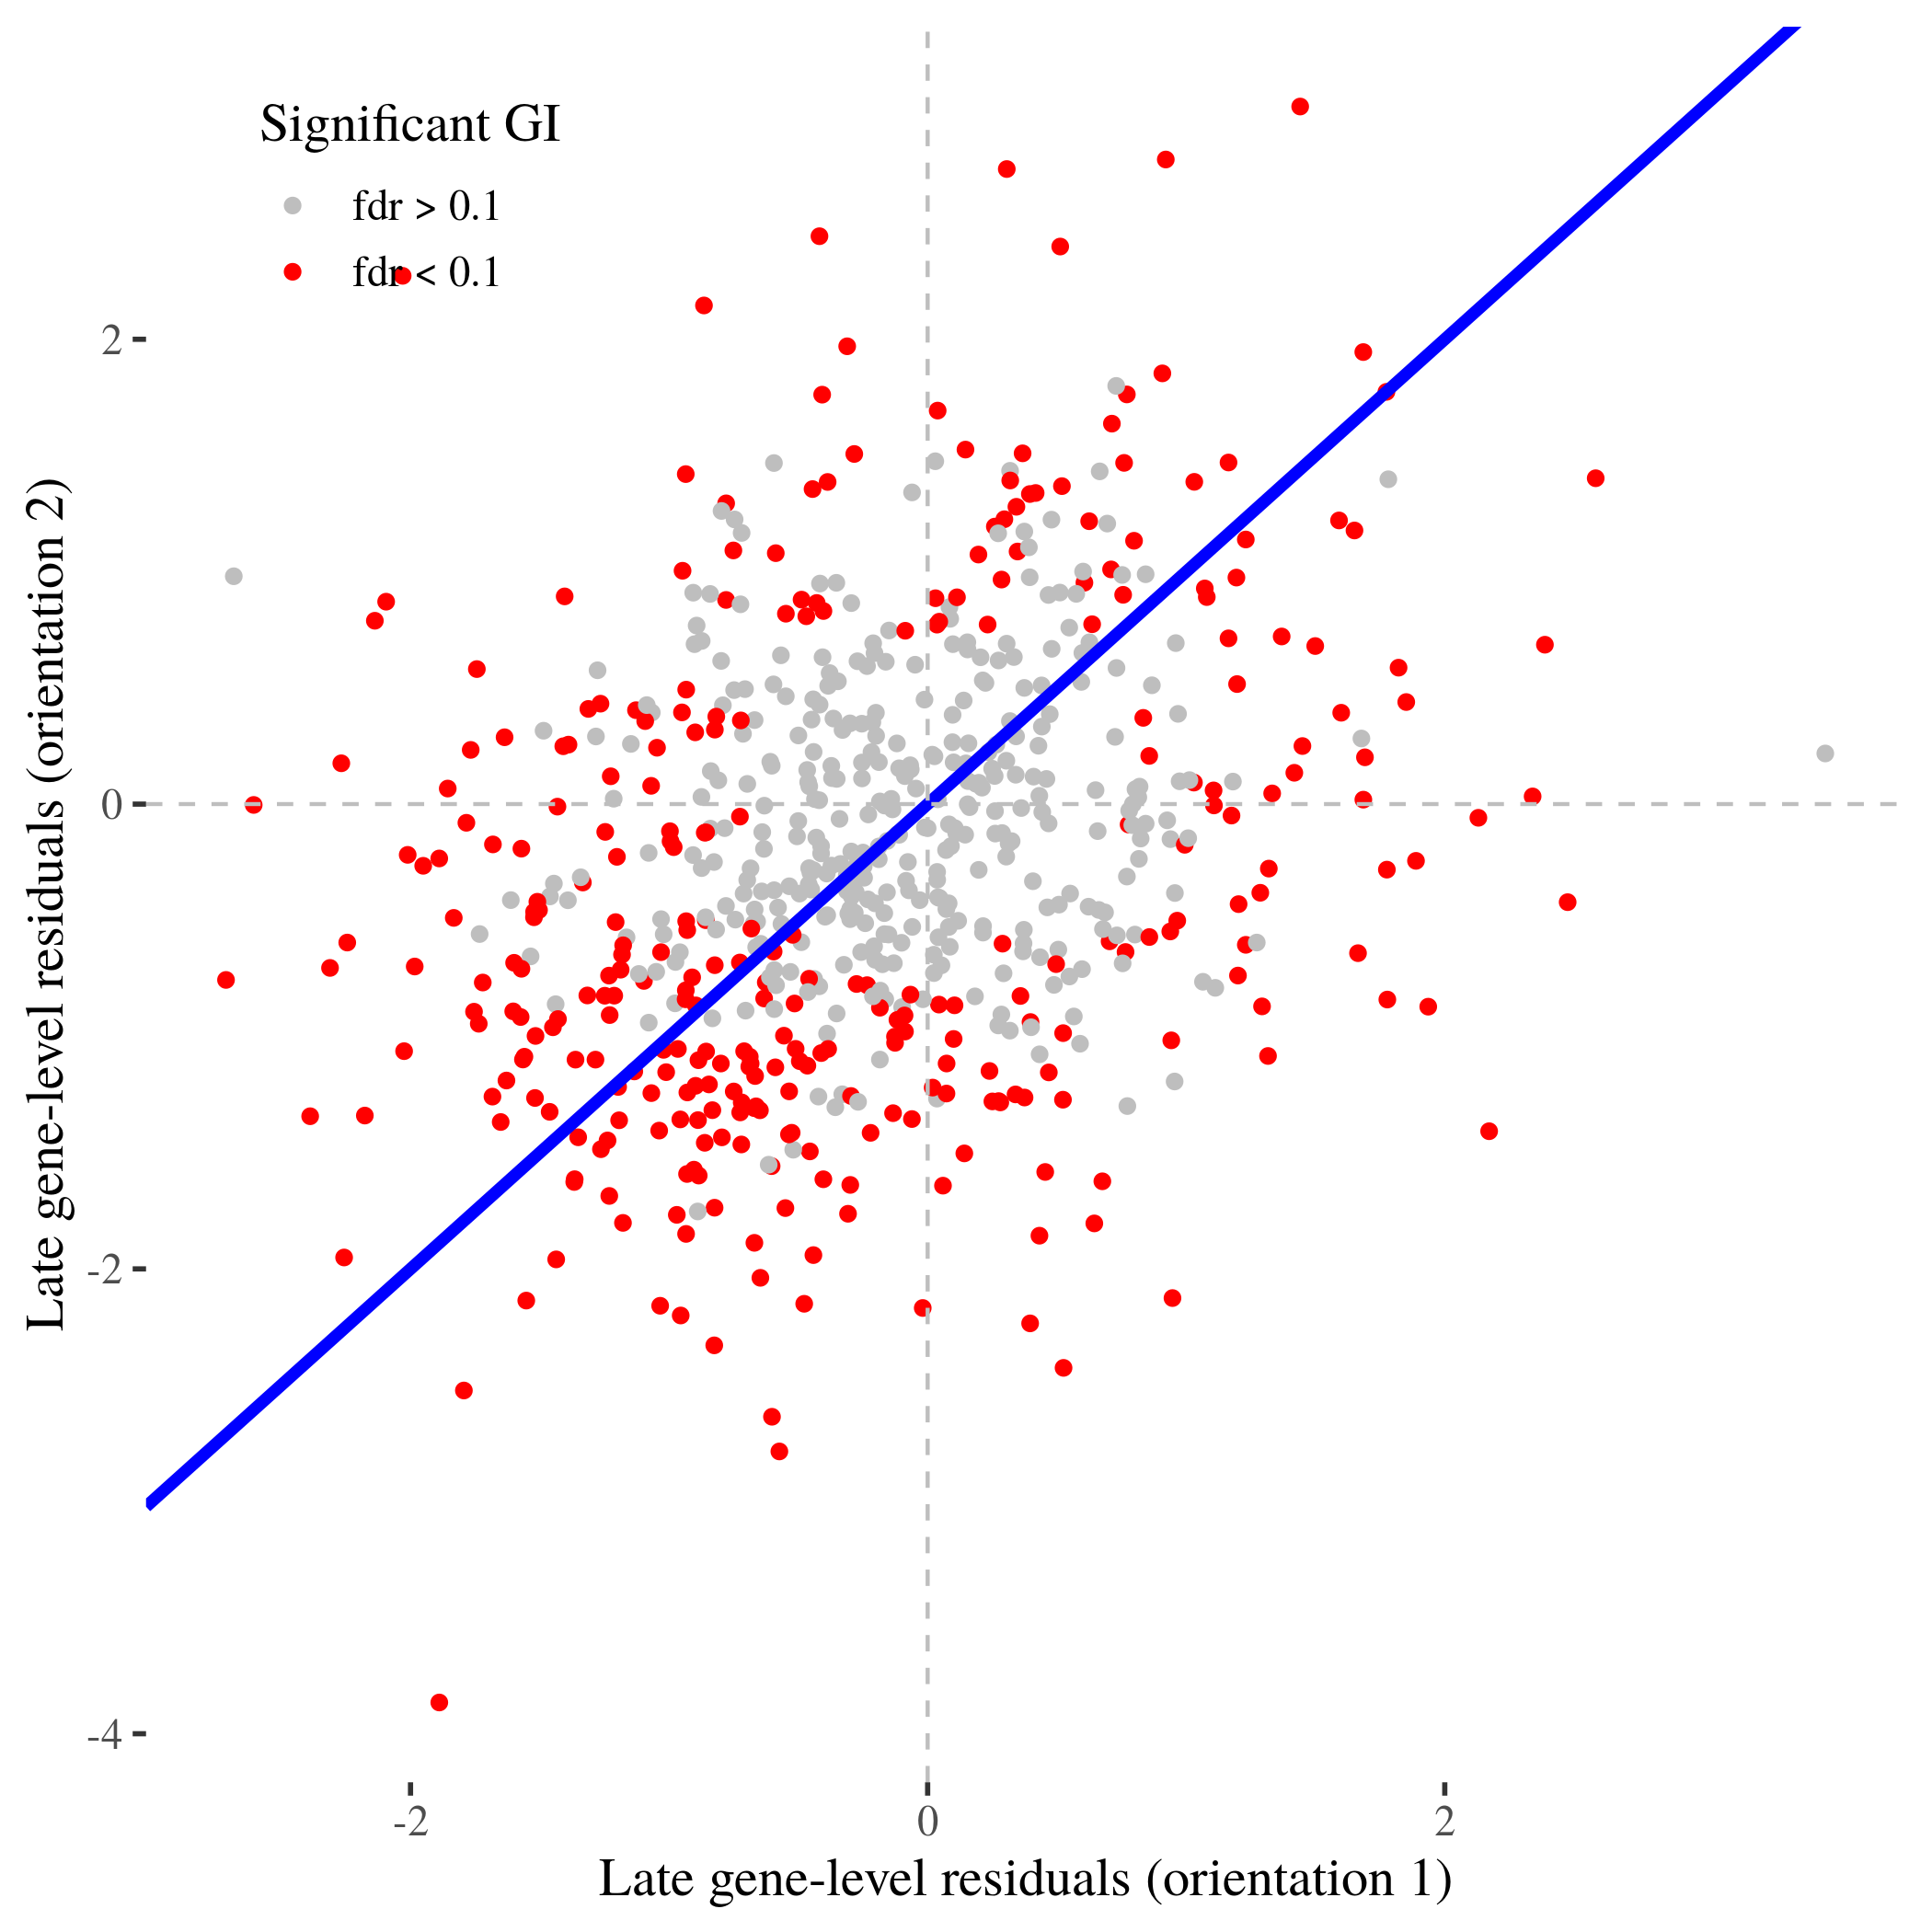 Significant GI
fdr > 0.1
fdr < 0.1
2
0
-2
-4
-2
0
2
Late gene-level residuals (orientation 1)
Late gene-level residuals (orientation 2)